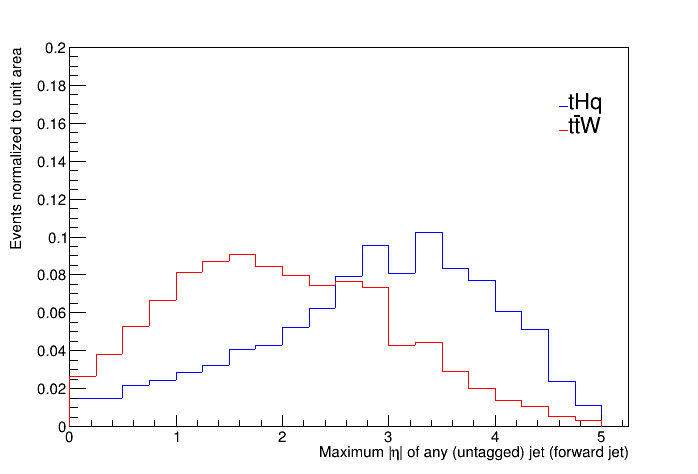 Events normalized to unit area
0.2
0.18
0.16
0.14
0.12
0.1
0.08
0.06
0.04
0.02
0
tHq
tt̄W
0 1 2 3 4 5
Maximum |η| of any (untagged) jet (forward jet)